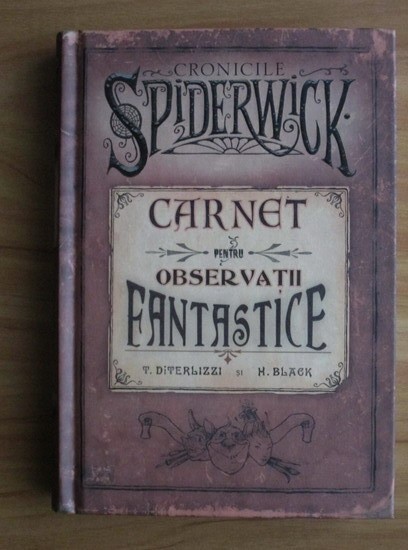 CRONICILE
SPIDERWICK
CARNET
PENTRU
OBSERVAȚII
FANTASTICE
T. DITERLIZZI ȘI H. BLACK